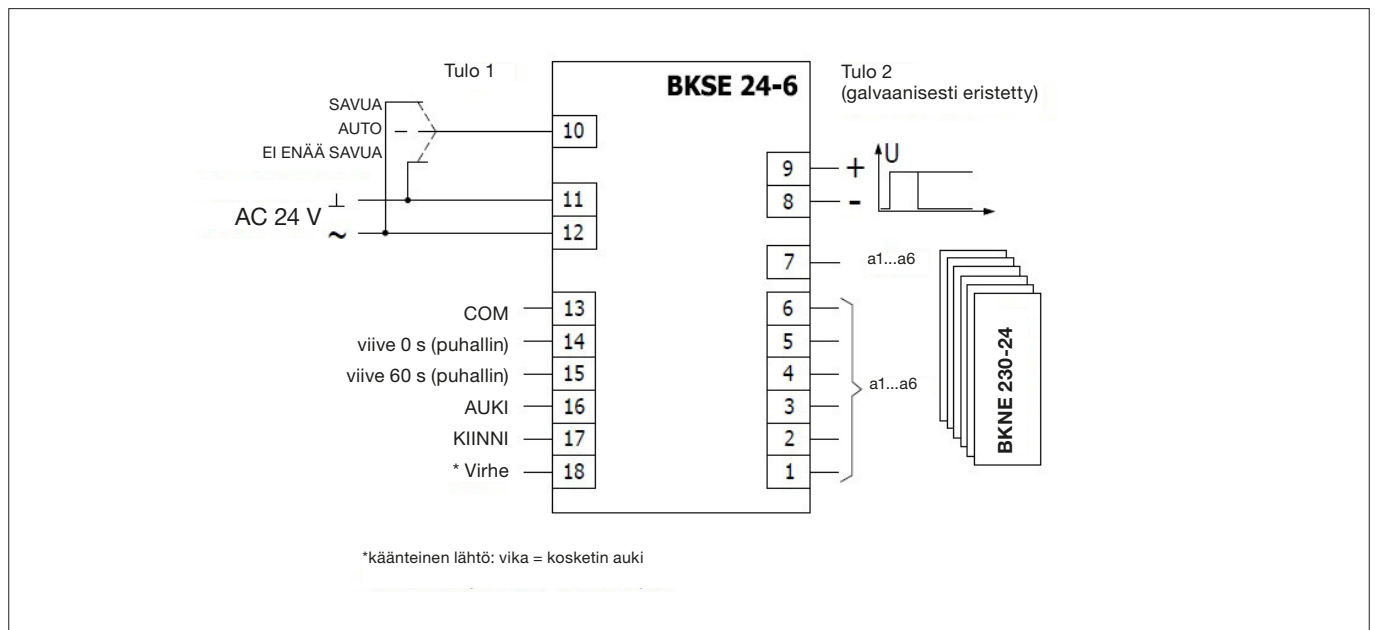 Tulo 1
BKSE 24-6
Tulo 2
(galvaanisesti eristetty)
SAVUA
AUTO
EI ENÄÄ SAVUA
10
9
+
U
8
-
AC 24 V
⊥
11
~
12
7
a1...a6
COM
13
viive 0 s (puhallin)
14
viive 60 s (puhallin)
15
AUKI
16
KIINNI
17
* Virhe
18
6
5
4
3
2
1
a1...a6
BKNE 230-24
*käänteinen lähtö: vika = kosketin auki